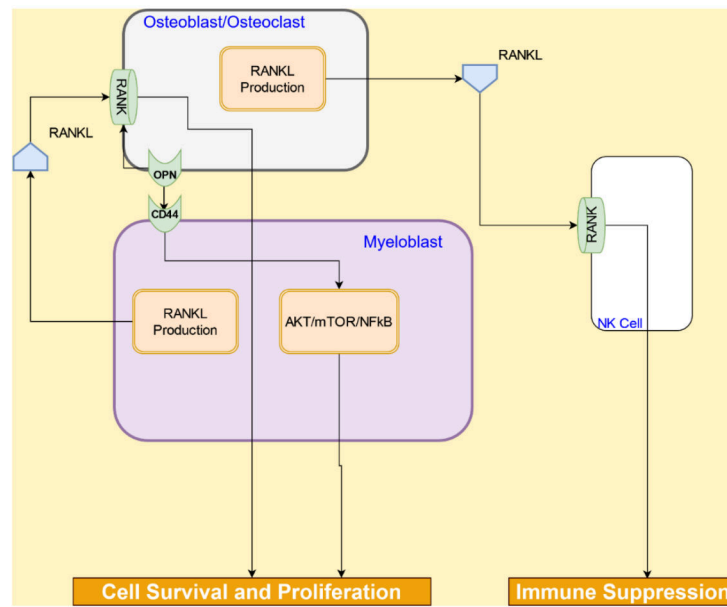 Osteoblast/Osteoclast
RANKL
Production
RANKL
RANK
RANKL
OPN
CD44
Myeloblast
RANK
RANKL
Production
AKT/mTOR/NFkB
NK Cell
Cell Survival and Proliferation
Immune Suppression